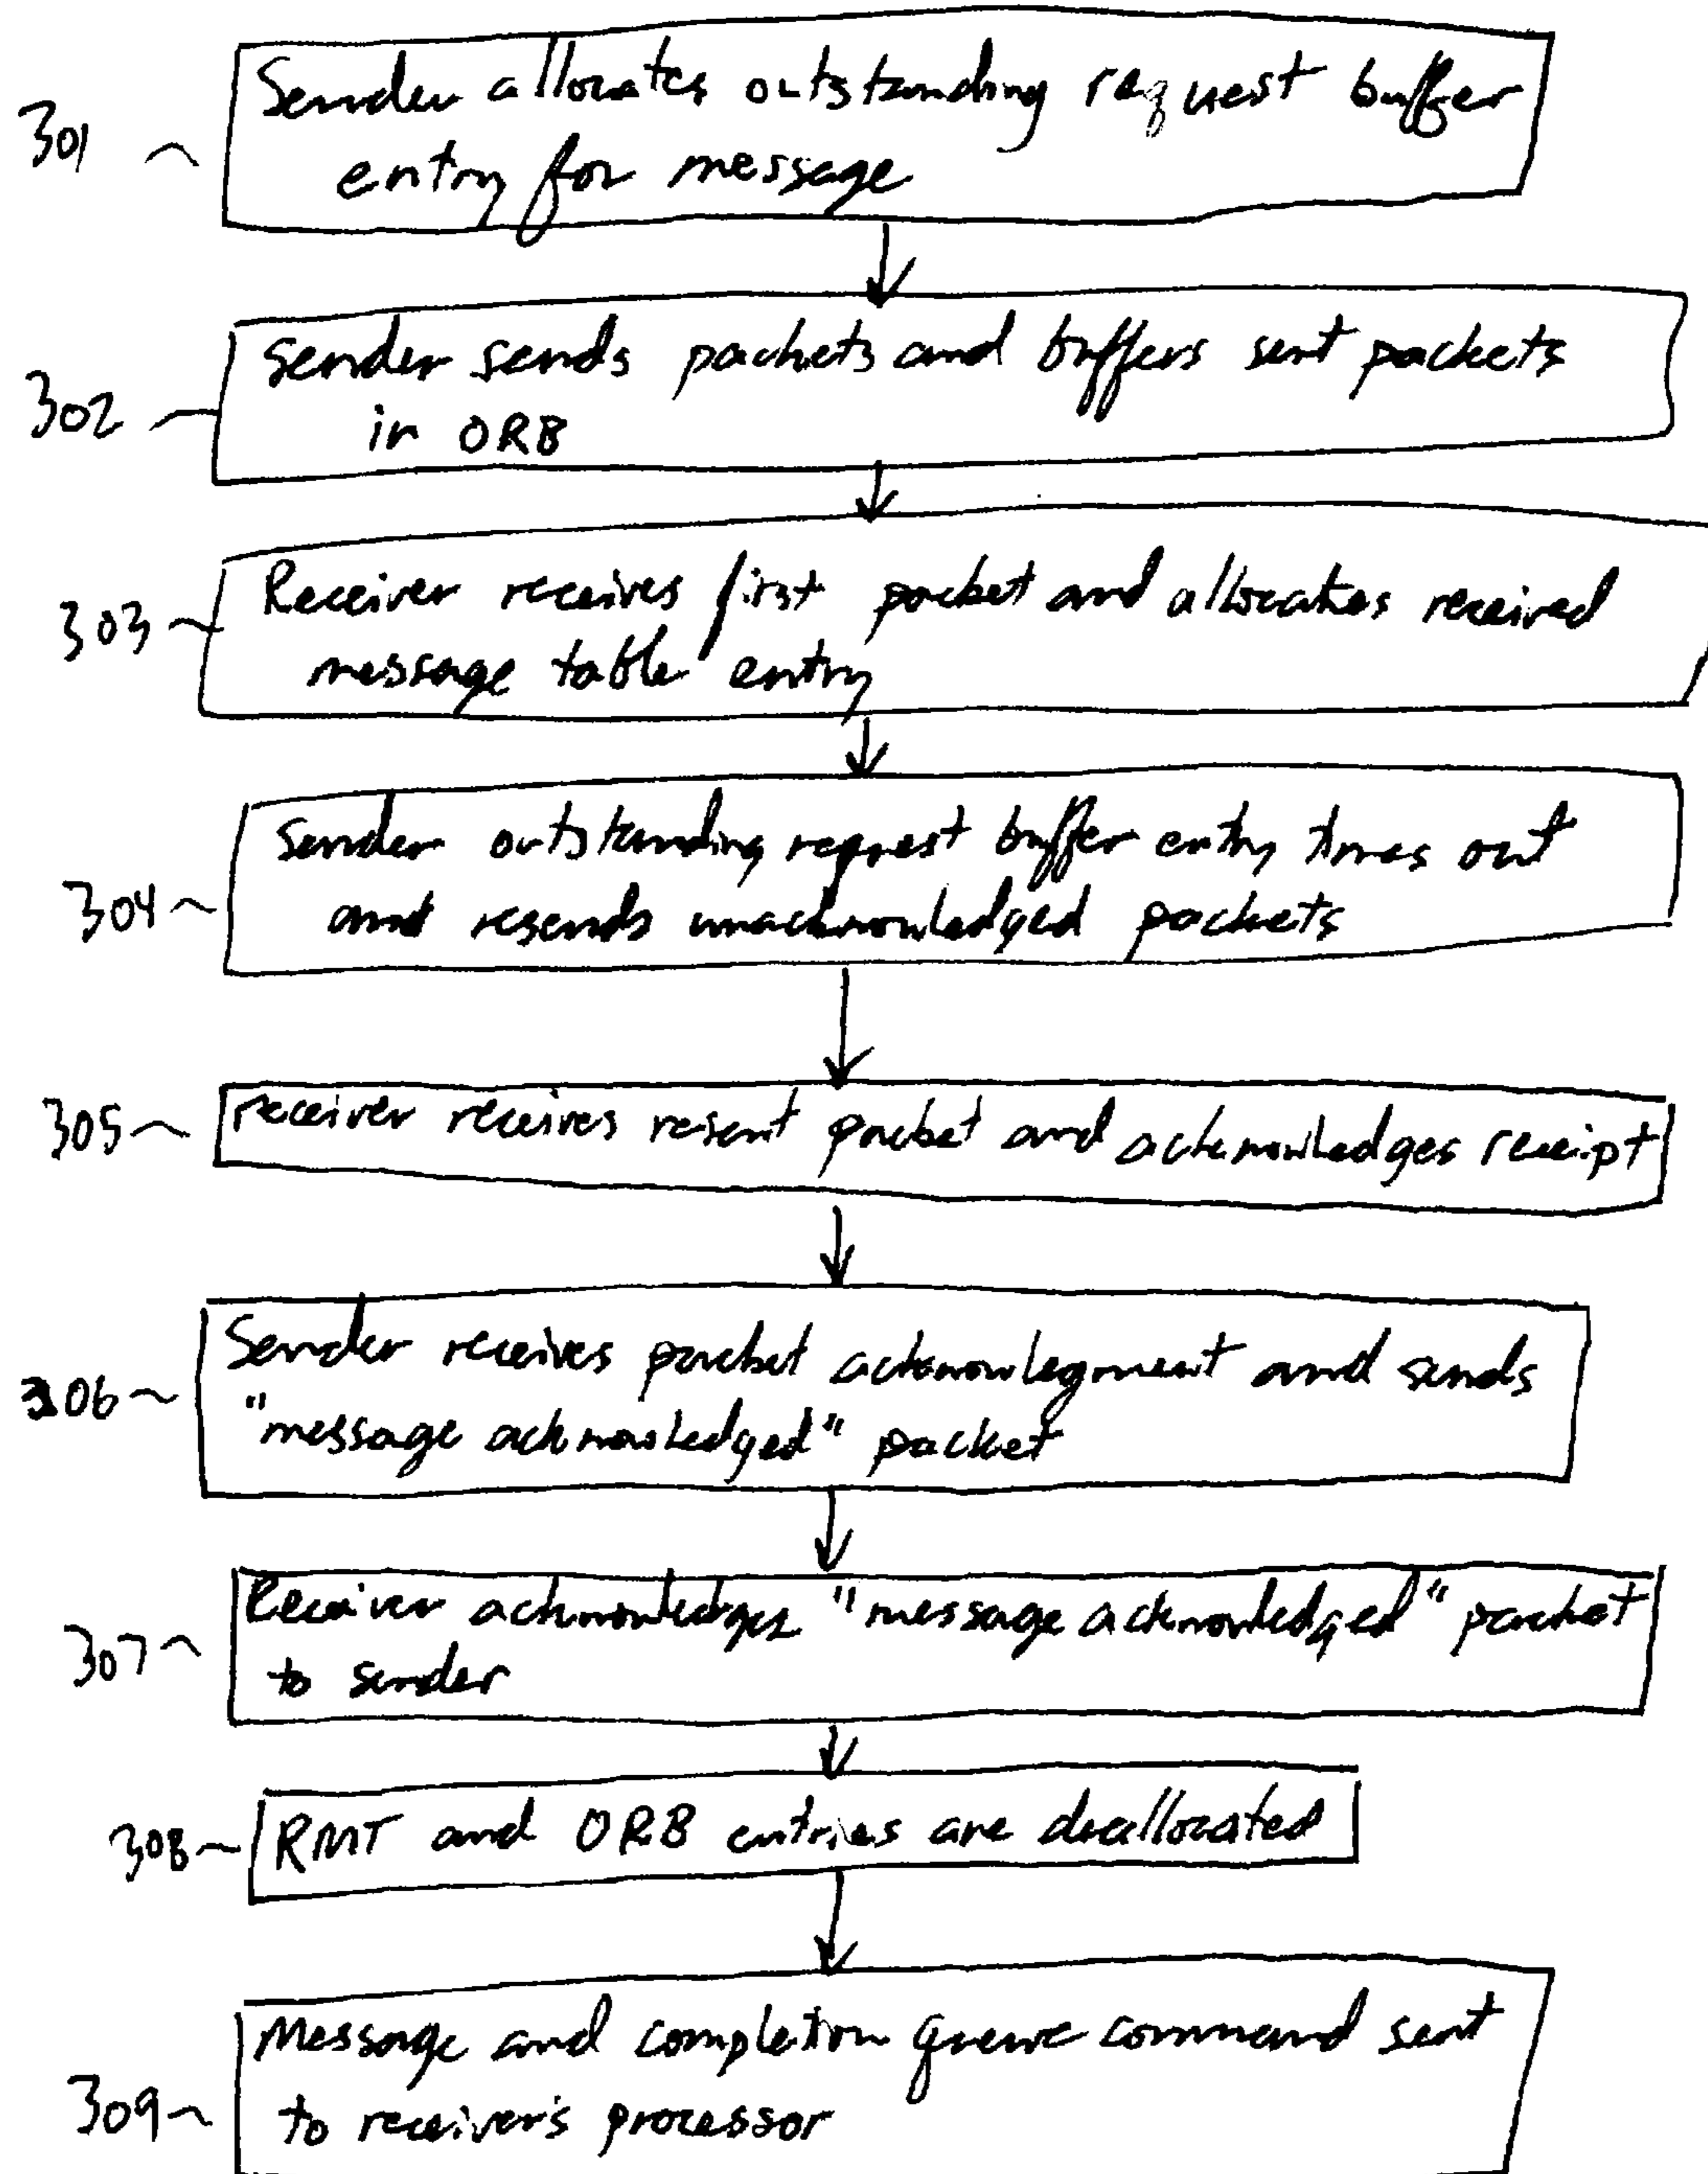 301
Sender allocates outstanding request buffer
entry for message
302
sender sends packets and buffers sent packets
in ORB
303
Receiver receives first packet and allocates received
message table entry
304
Sender outstanding request buffer entry times out
and resends unacknowledged packets
305
receiver receives resent packet and acknowledges receipt
306
Sender receives packet acknowlegment and sends
"message acknowledged" packet
307
Receiver acknowledges "message acknowledged" packet
to sender
308
RMT and ORB entries are deallocated
309
Message and completion queue command sent
to receiver's processor